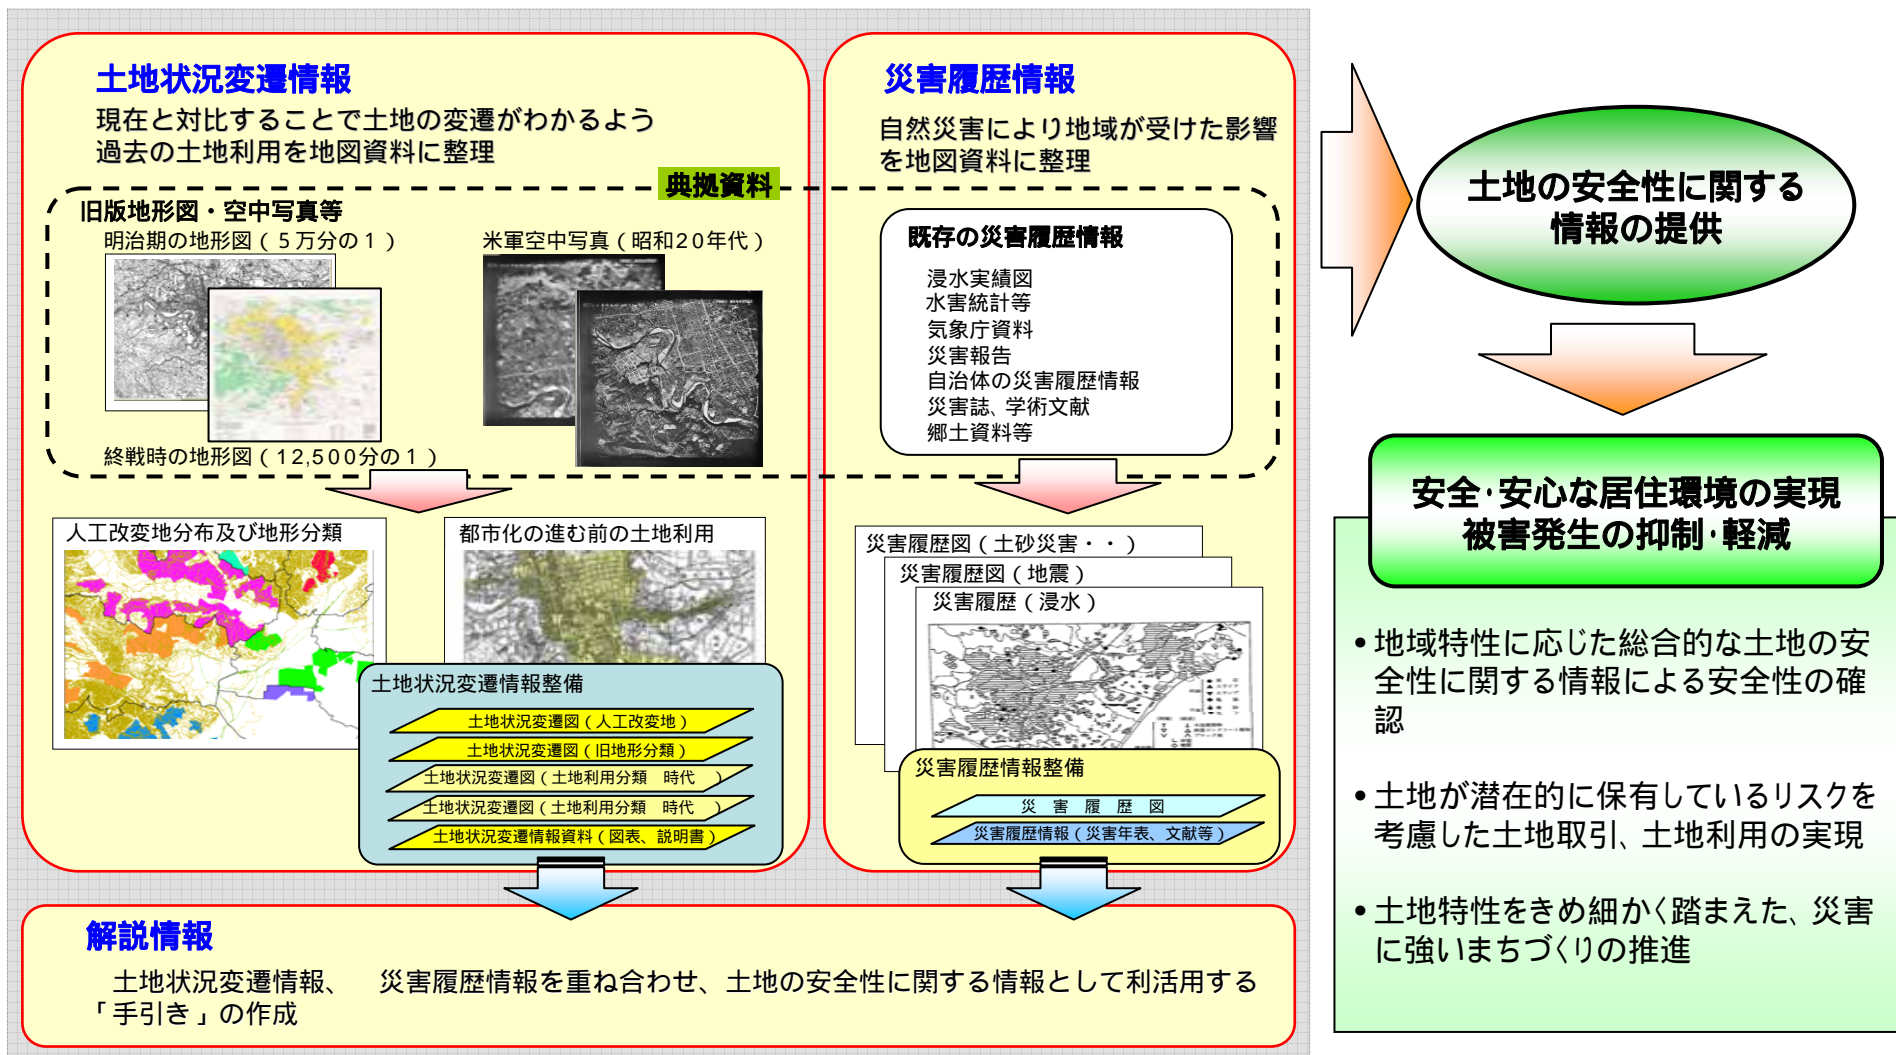 土地状況変遷情報
現在と対比することで土地の変遷がわかるよう
過去の土地利用を地図資料に整理
災害履歴情報
自然災害により地域が受けた影響
を地図資料に整理
典拠資料
旧版地形図・空中写真等
明治期の地形図（５万分の１）
米軍空中写真（昭和20年代）
終戦時の地形図（12,500分の１）
既存の災害履歴情報
浸水実績図
水害統計等
気象庁資料
災害報告
自治体の災害履歴情報
災害誌、学術文献
郷土資料等
人工改変地分布及び地形分類
都市化の進む前の土地利用
土地状況変遷情報整備
土地状況変遷図（人工改変地）
土地状況変遷図（旧地形分類）
土地状況変遷図（土地利用分類　時代　）
土地状況変遷図（土地利用分類　時代　）
土地状況変遷情報資料（図表、説明書）
災害履歴図（土砂災害・・）
災害履歴図（地震）
災害履歴（浸水）
災害履歴情報整備
災　害　履　歴　図
災害履歴情報（災害年表、文献等）
解説情報
土地状況変遷情報、　災害履歴情報を重ね合わせ、土地の安全性に関する情報として利活用する
「手引き」の作成
土地の安全性に関する
情報の提供
安全・安心な居住環境の実現
被害発生の抑制・軽減
•地域特性に応じた総合的な土地の安
全性に関する情報による安全性の確
認
•土地が潜在的に保有しているリスクを
考慮した土地取引、土地利用の実現
•土地特性をきめ細かく踏まえた、災害
に強いまちづくりの推進